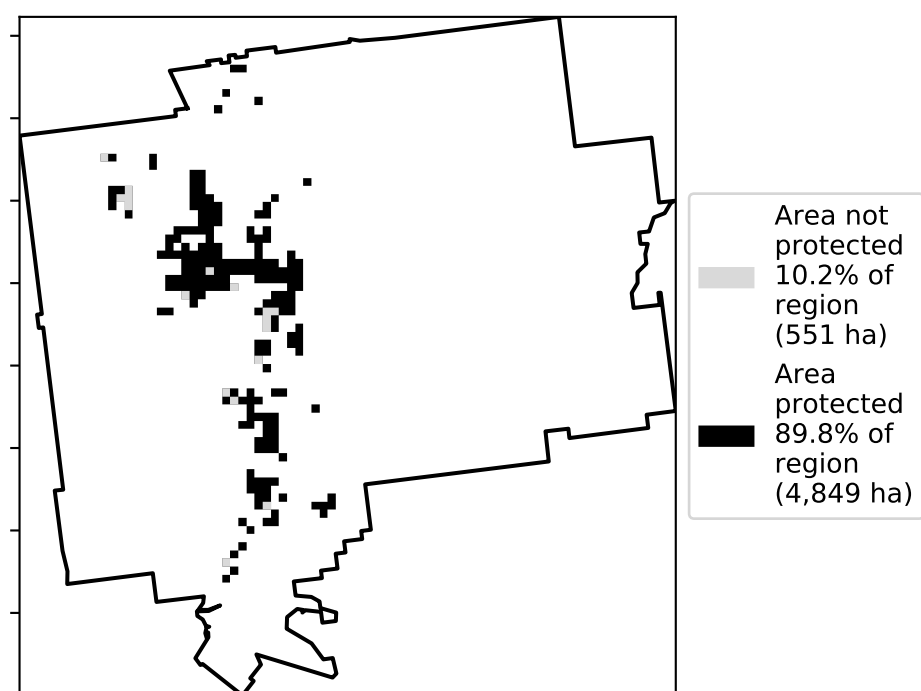 Area not
protected
10.2% of
region
(551 ha)
Area
protected
89.8% of
region
(4,849 ha)